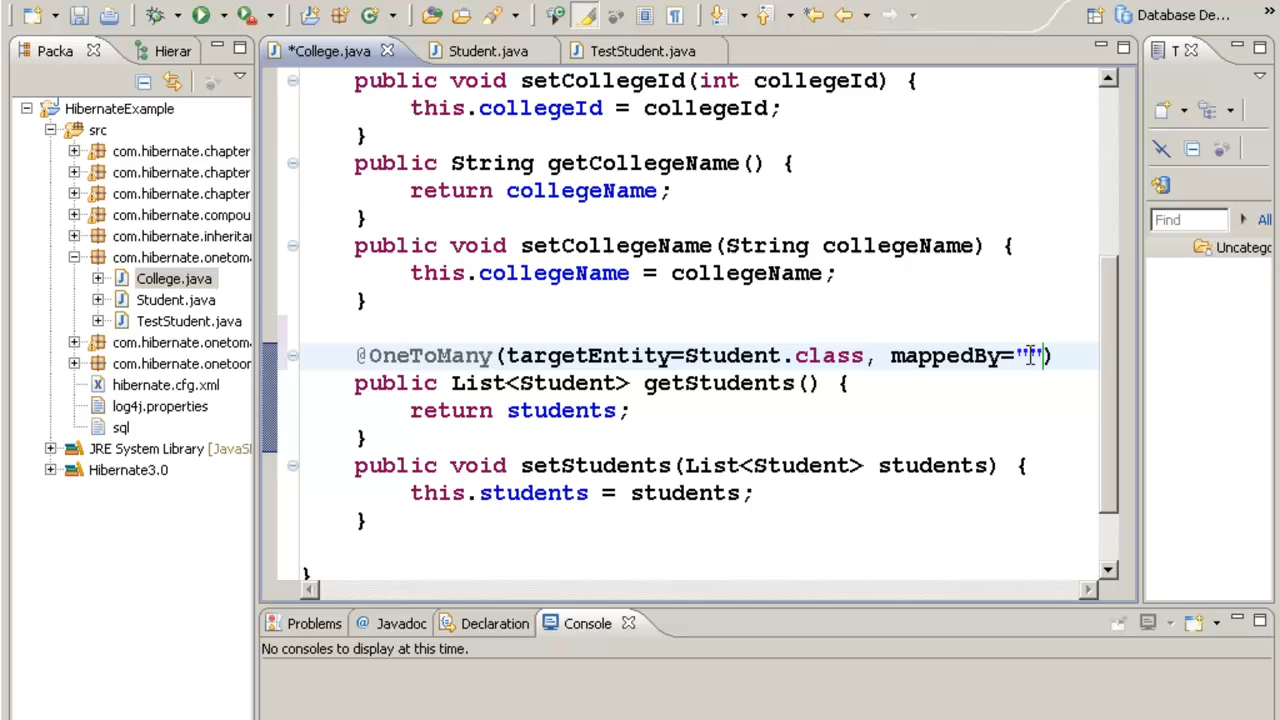 Database De...
Packa
Hierar
*College.java
Student.java
TestStudent.java
T
HibernateExample
src
com.hibernate.chapter
com.hibernate.chapter
com.hibernate.chapter
com.hibernate.compou
com.hibernate.inherita
com.hibernate.onetoma
College.java
Student.java
TestStudent.java
com.hibernate.onetoma
com.hibernate.onetoor
hibernate.cfg.xml
log4j.properties
sql
JRE System Library [JavaS
Hibernate3.0
public void setCollegeId(int collegeId) {
this.collegeId = collegeId;
}
public String getCollegeName() {
return collegeName;
}
public void setCollegeName(String collegeName) {
this.collegeName = collegeName;
}
@OneToMany(targetEntity=Student.class, mappedBy="")
public List<Student> getStudents() {
return students;
}
public void setStudents(List<Student> students) {
this.students = students;
}
}
Find
All
Uncatego
Problems
@ Javadoc
Declaration
Console
No consoles to display at this time.